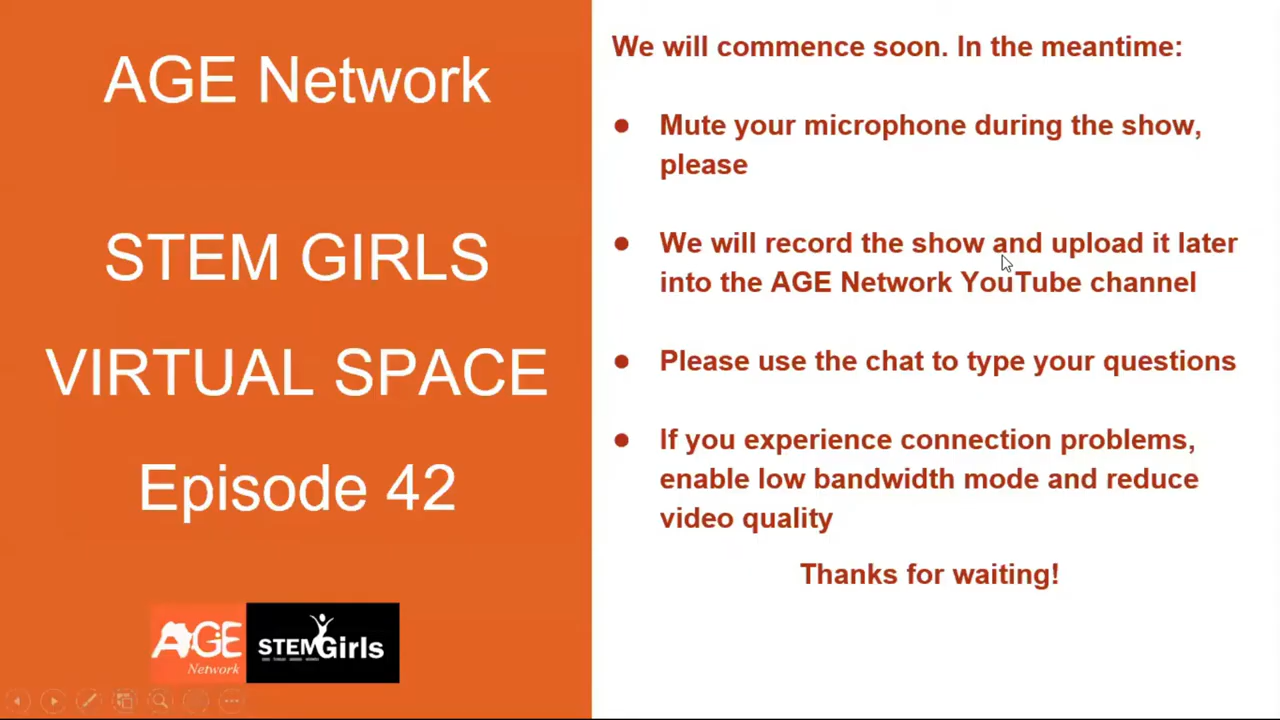 AGE Network
STEM GIRLS
VIRTUAL SPACE
Episode 42
AGE
Network
STEMGirls
We will commence soon. In the meantime:
● Mute your microphone during the show,
please
● We will record the show and upload it later
into the AGE Network YouTube channel
● Please use the chat to type your questions
● If you experience connection problems,
enable low bandwidth mode and reduce
video quality
Thanks for waiting!